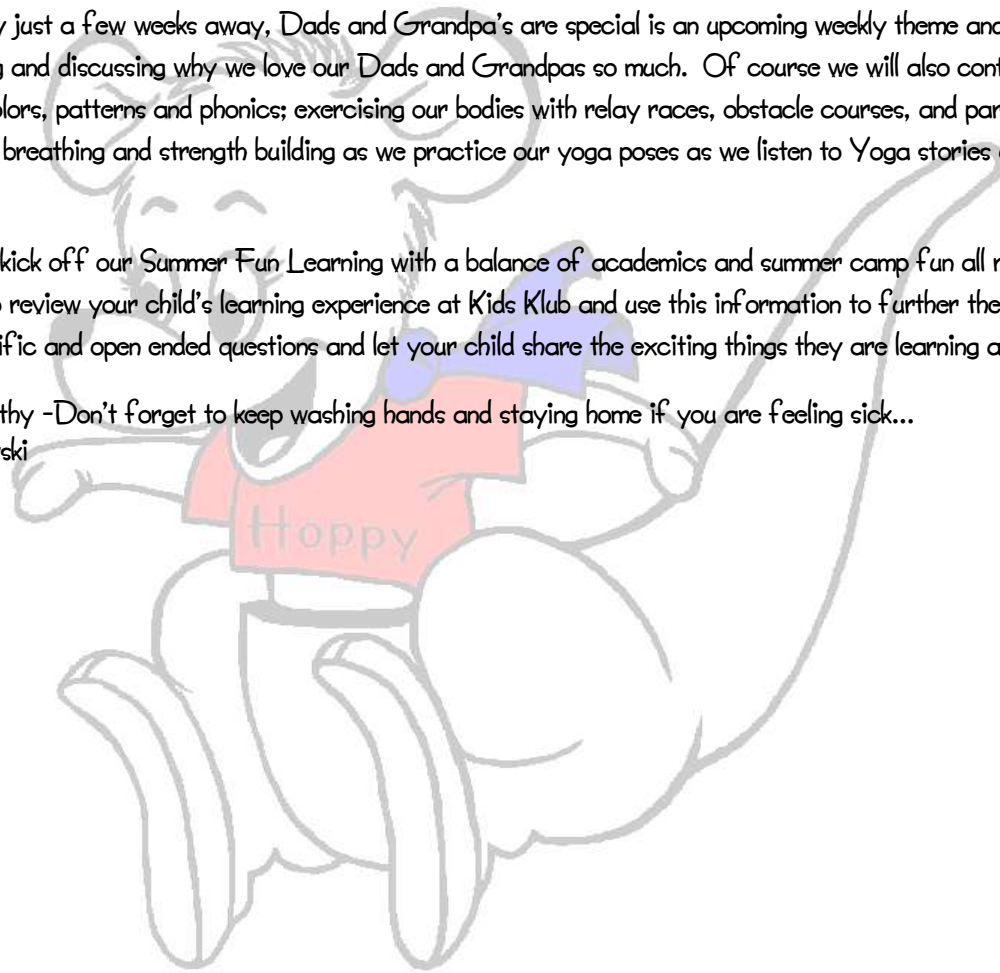 y just a few weeks away, Dads and Grandpa's are special is an upcoming weekly theme and
g and discussing why we love our Dads and Grandpas so much. Of course we will also cont
lors, patterns and phonics; exercising our bodies with relay races, obstacle courses, and par
breathing and strength building as we practice our yoga poses as we listen to Yoga stories
kick off our Summer Fun Learning with a balance of academics and summer camp fun all
o review your child's learning experience at Kids Klub and use this information to further the
ific and open ended questions and let your child share the exciting things they are learning a
thy -Don't forget to keep washing hands and staying home if you are feeling sick...
ski
Hoppy